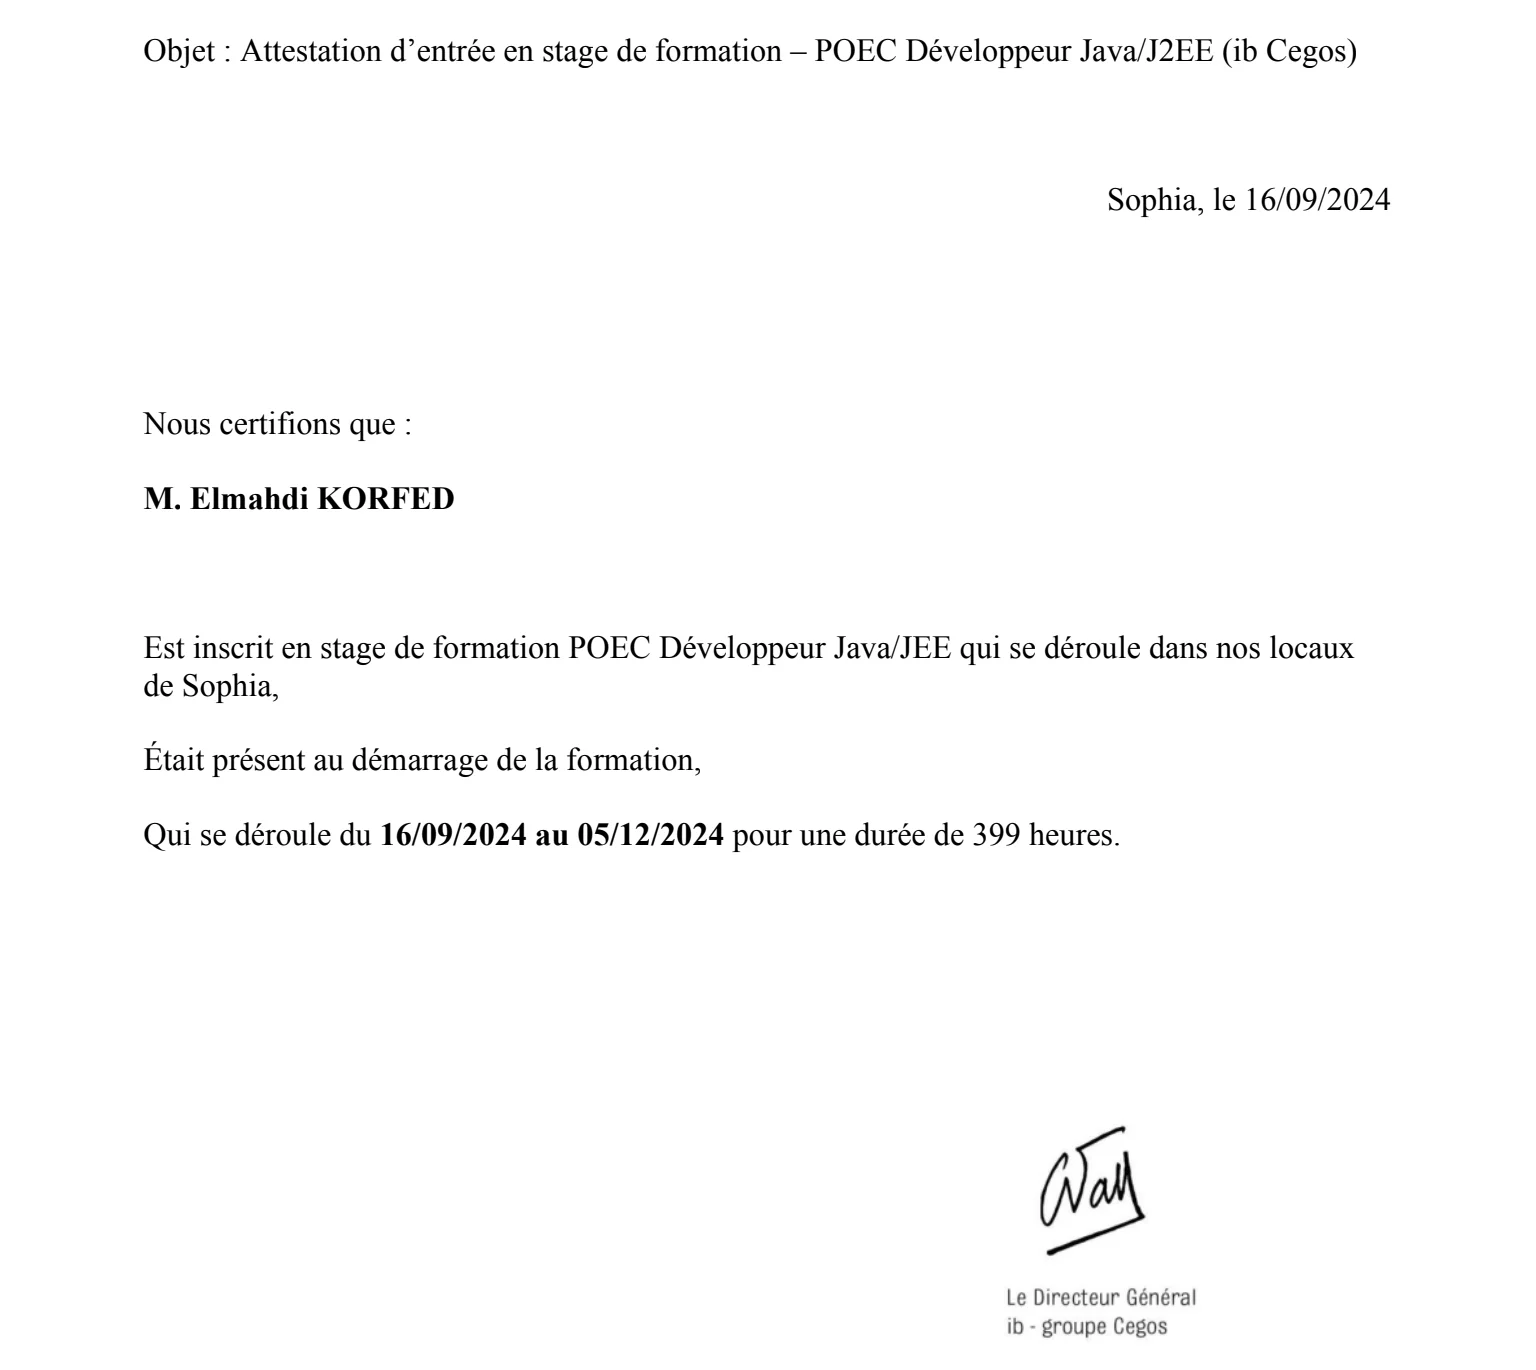 Objet : Attestation d’entrée en stage de formation – POEC Développeur Java/J2EE (ib Cegos)
Sophia, le 16/09/2024
Nous certifions que :
M. Elmahdi KORFED
Est inscrit en stage de formation POEC Développeur Java/JEE qui se déroule dans nos locaux
de Sophia,
Était présent au démarrage de la formation,
Qui se déroule du 16/09/2024 au 05/12/2024 pour une durée de 399 heures.
Le Directeur Général
ib - groupe Cegos